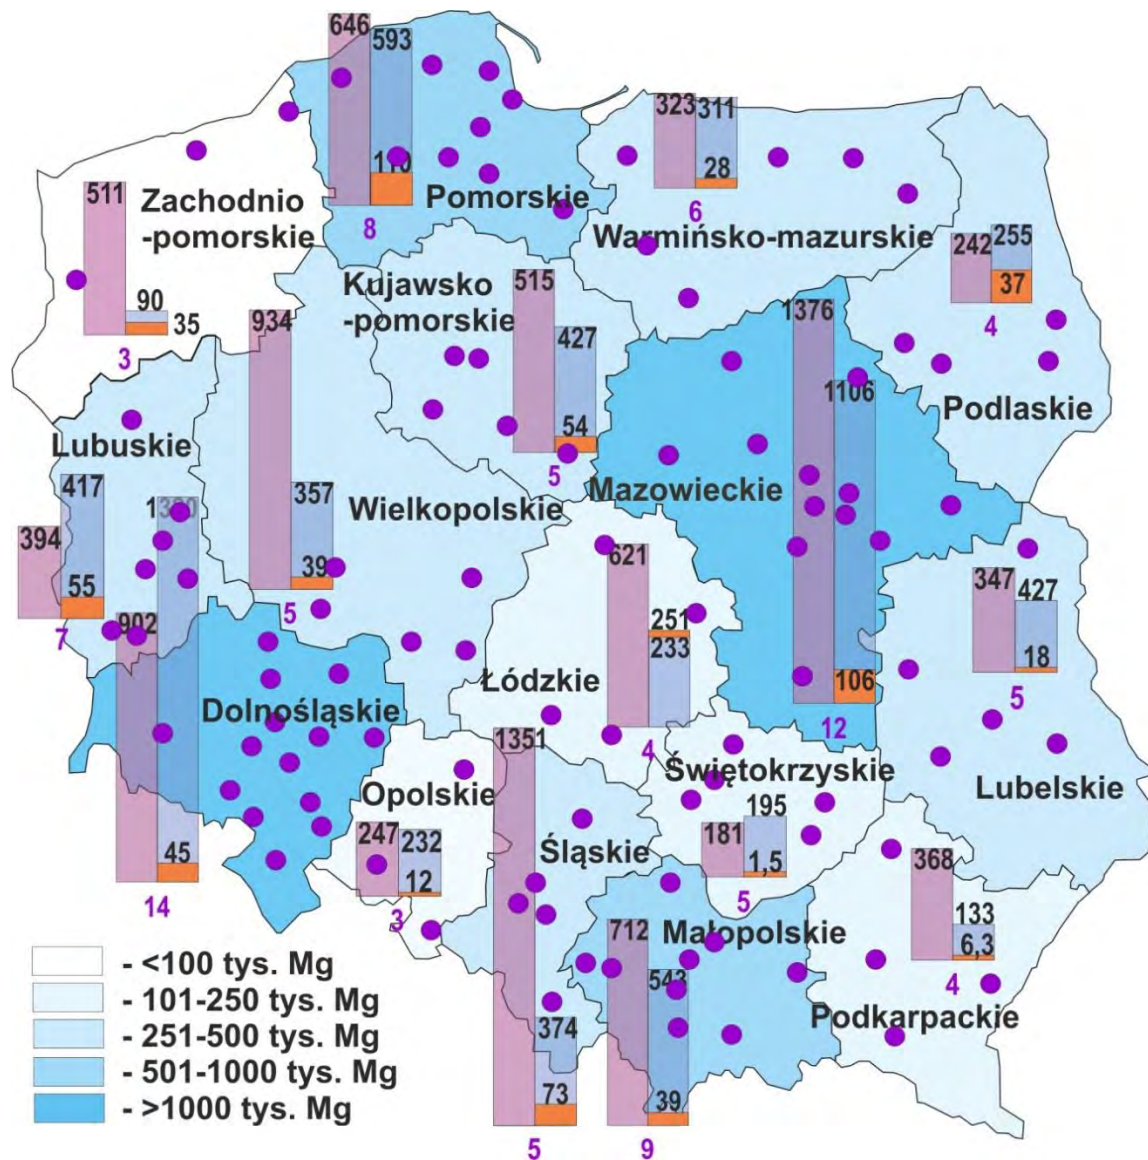 646
593
110
8
Pomorskie
323
311
28
6
Warmińsko-mazurskie
511
90
35
3
Zachodnio
-pomorskie
242
255
37
4
Podlaskie
Kujawsko
-pomorskie
515
427
54
5
934
357
39
5
Wielkopolskie
1376
1106
106
12
Mazowieckie
Lubuskie
394
417
55
7
902
45
14
Dolnośląskie
621
251
233
4
Łódzkie
347
427
18
5
Lubelskie
Opolskie
247
232
12
3
1351
374
73
5
Śląskie
Świętokrzyskie
181
195
1,5
5
712
543
39
9
Małopolskie
368
133
6,3
4
Podkarpackie
- <100 tys. Mg
- 101-250 tys. Mg
- 251-500 tys. Mg
- 501-1000 tys. Mg
- >1000 tys. Mg